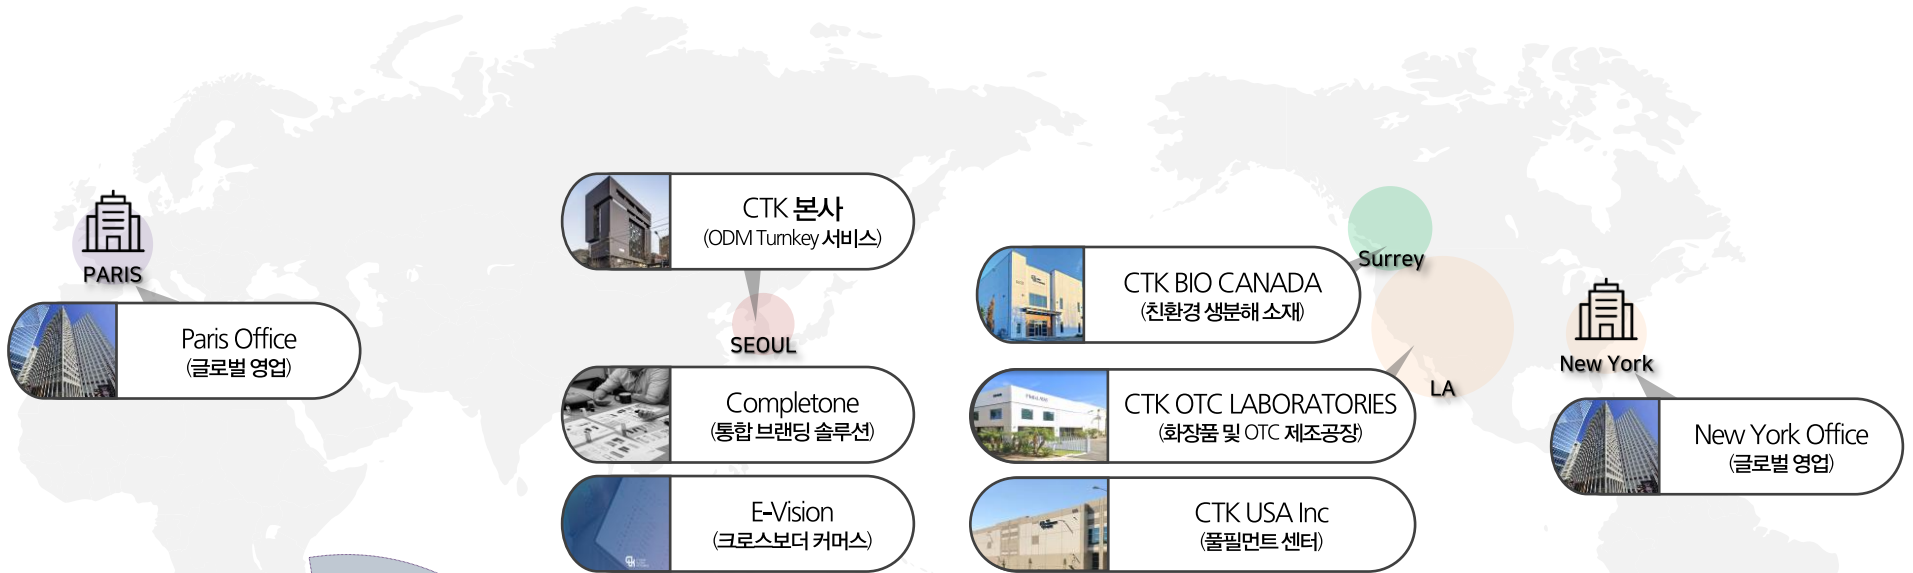 PARIS
Paris Office
(글로벌 영업)
CTK 본사
(ODM Turnkey 서비스)
SEOUL
Completone
(통합 브랜딩 솔루션)
E-Vision
(크로스보더 커머스)
Surrey
CTK BIO CANADA
(친환경 생분해 소재)
LA
CTK OTC LABORATORIES
(화장품 및 OTC 제조공장)
CTK USA Inc
(풀필먼트 센터)
New York
New York Office
(글로벌 영업)